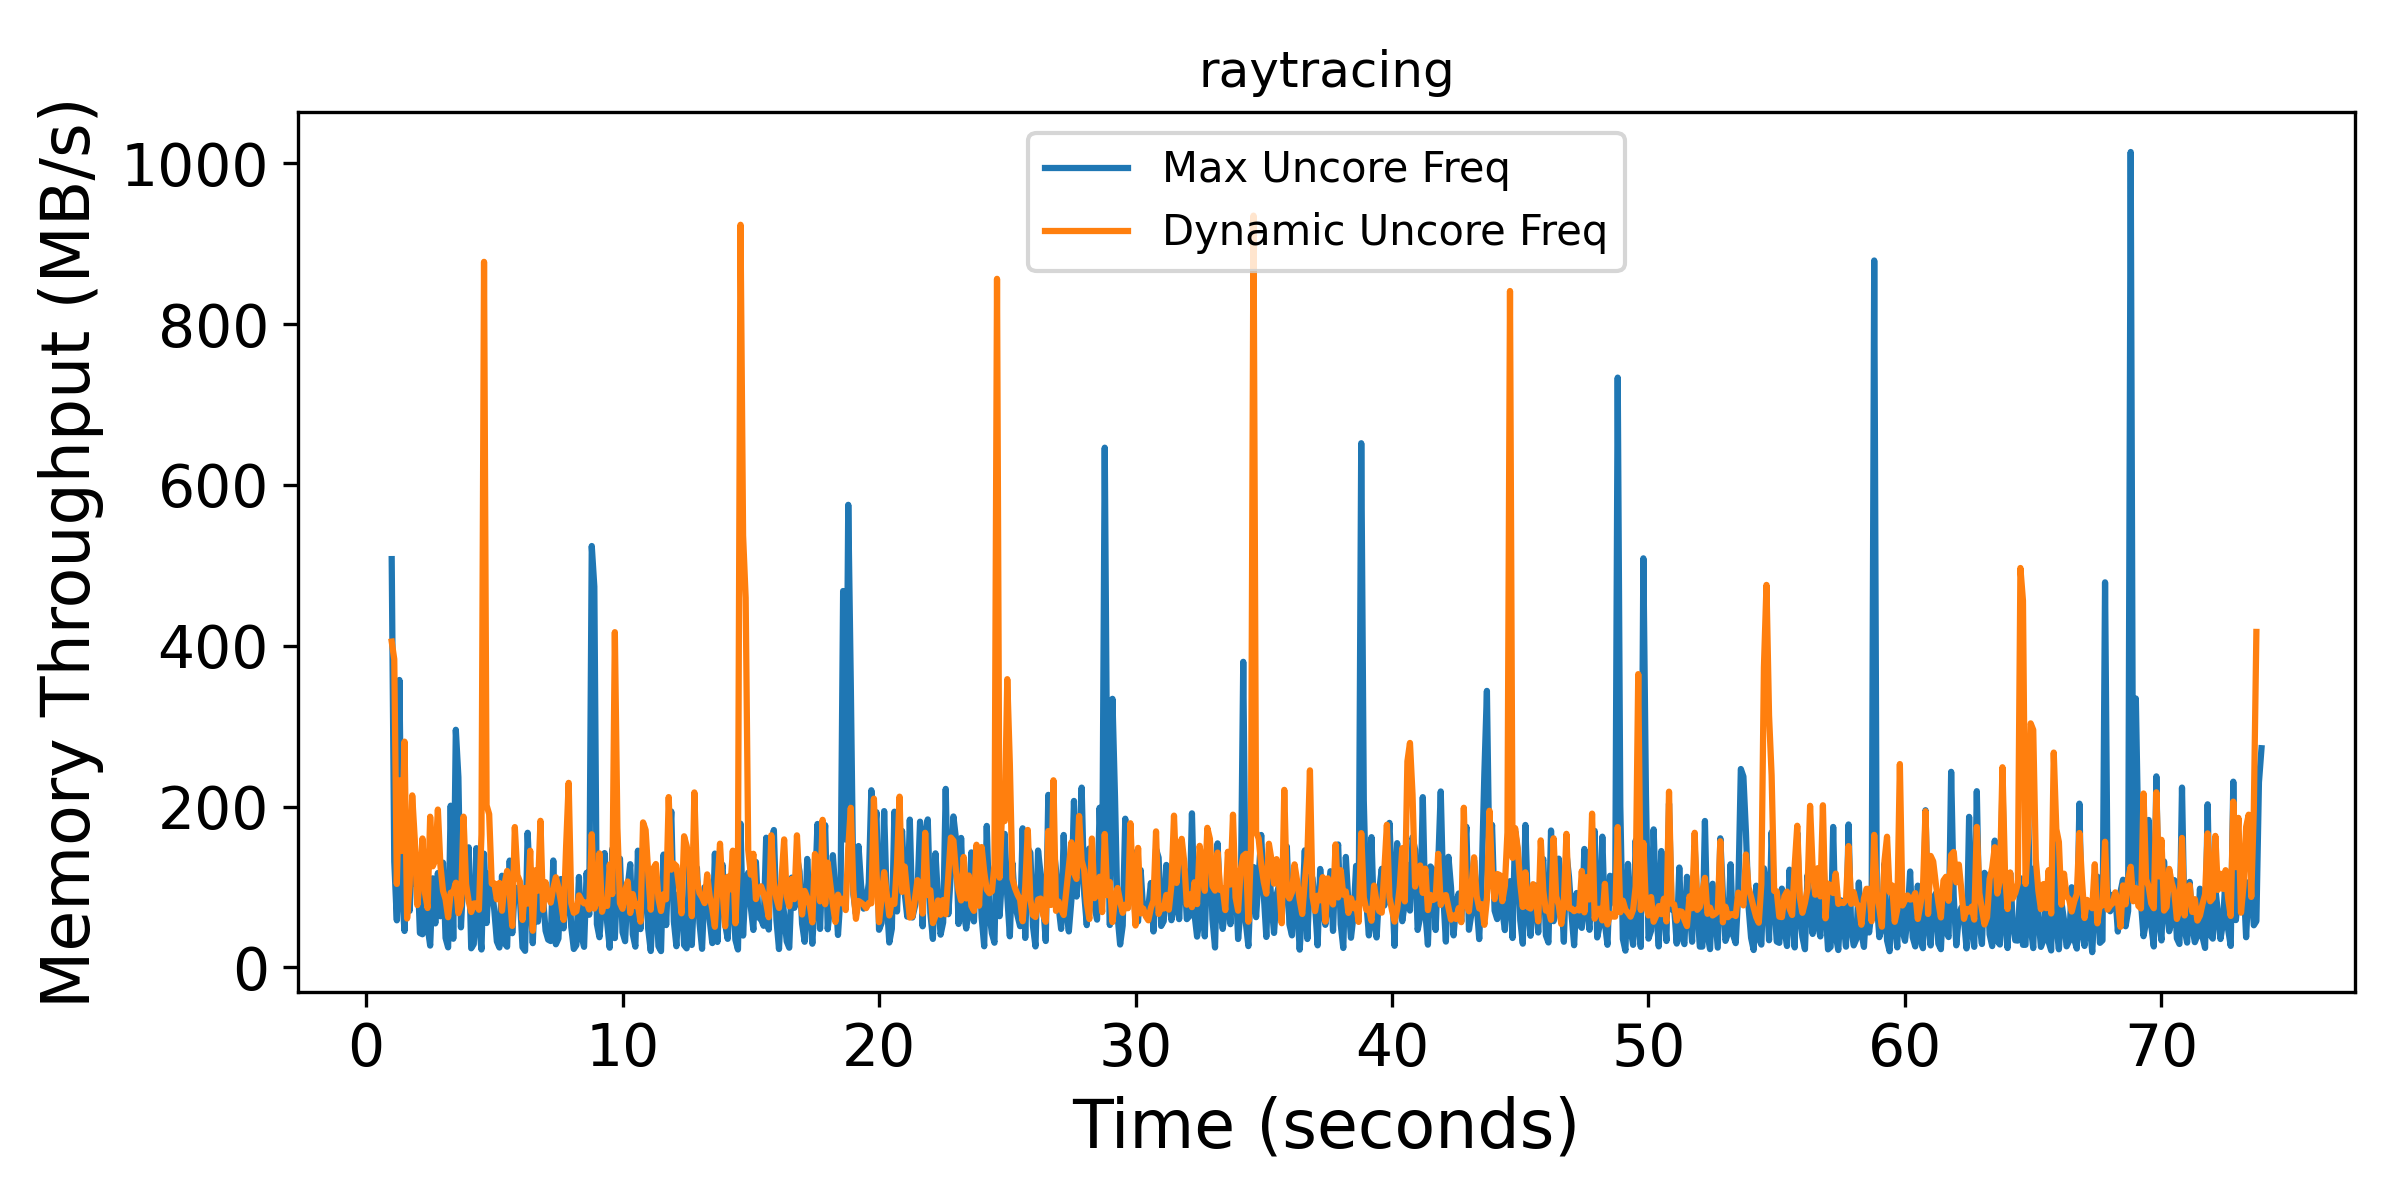 raytracing
Max Uncore Freq
Dynamic Uncore Freq
Memory Throughput (MB/s)
1000
800
600
400
200
0
0 10 20 30 40 50 60 70
Time (seconds)